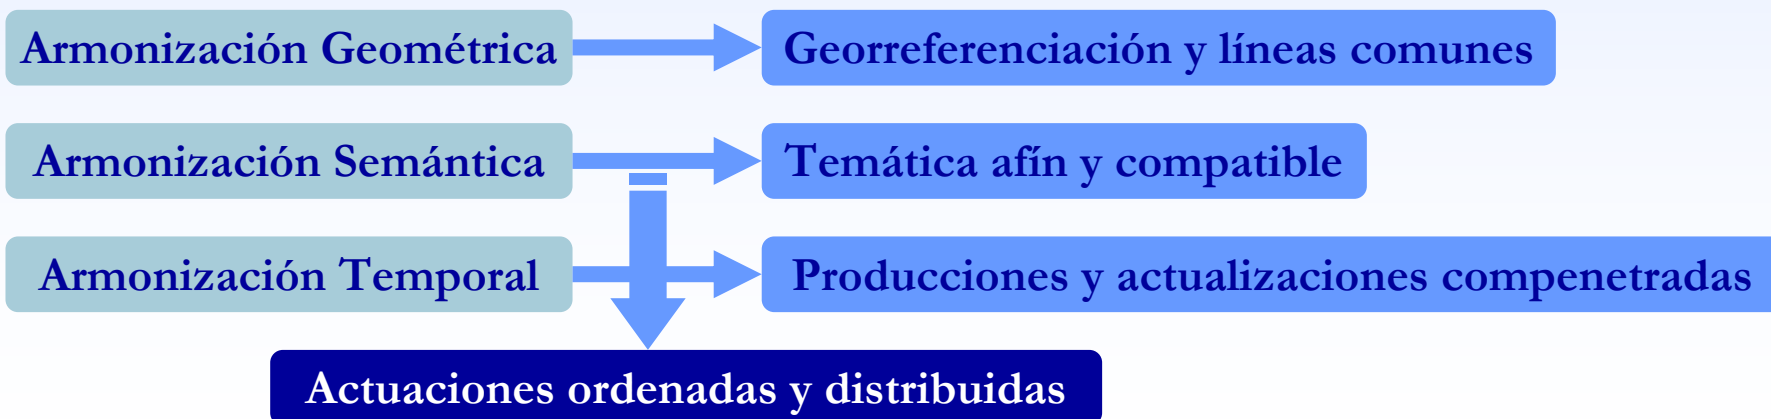 Armonización Geométrica
Georreferenciación y líneas comunes
Armonización Semántica
Temática afín y compatible
Armonización Temporal
Producciones y actualizaciones compenetradas
Actuaciones ordenadas y distribuidas